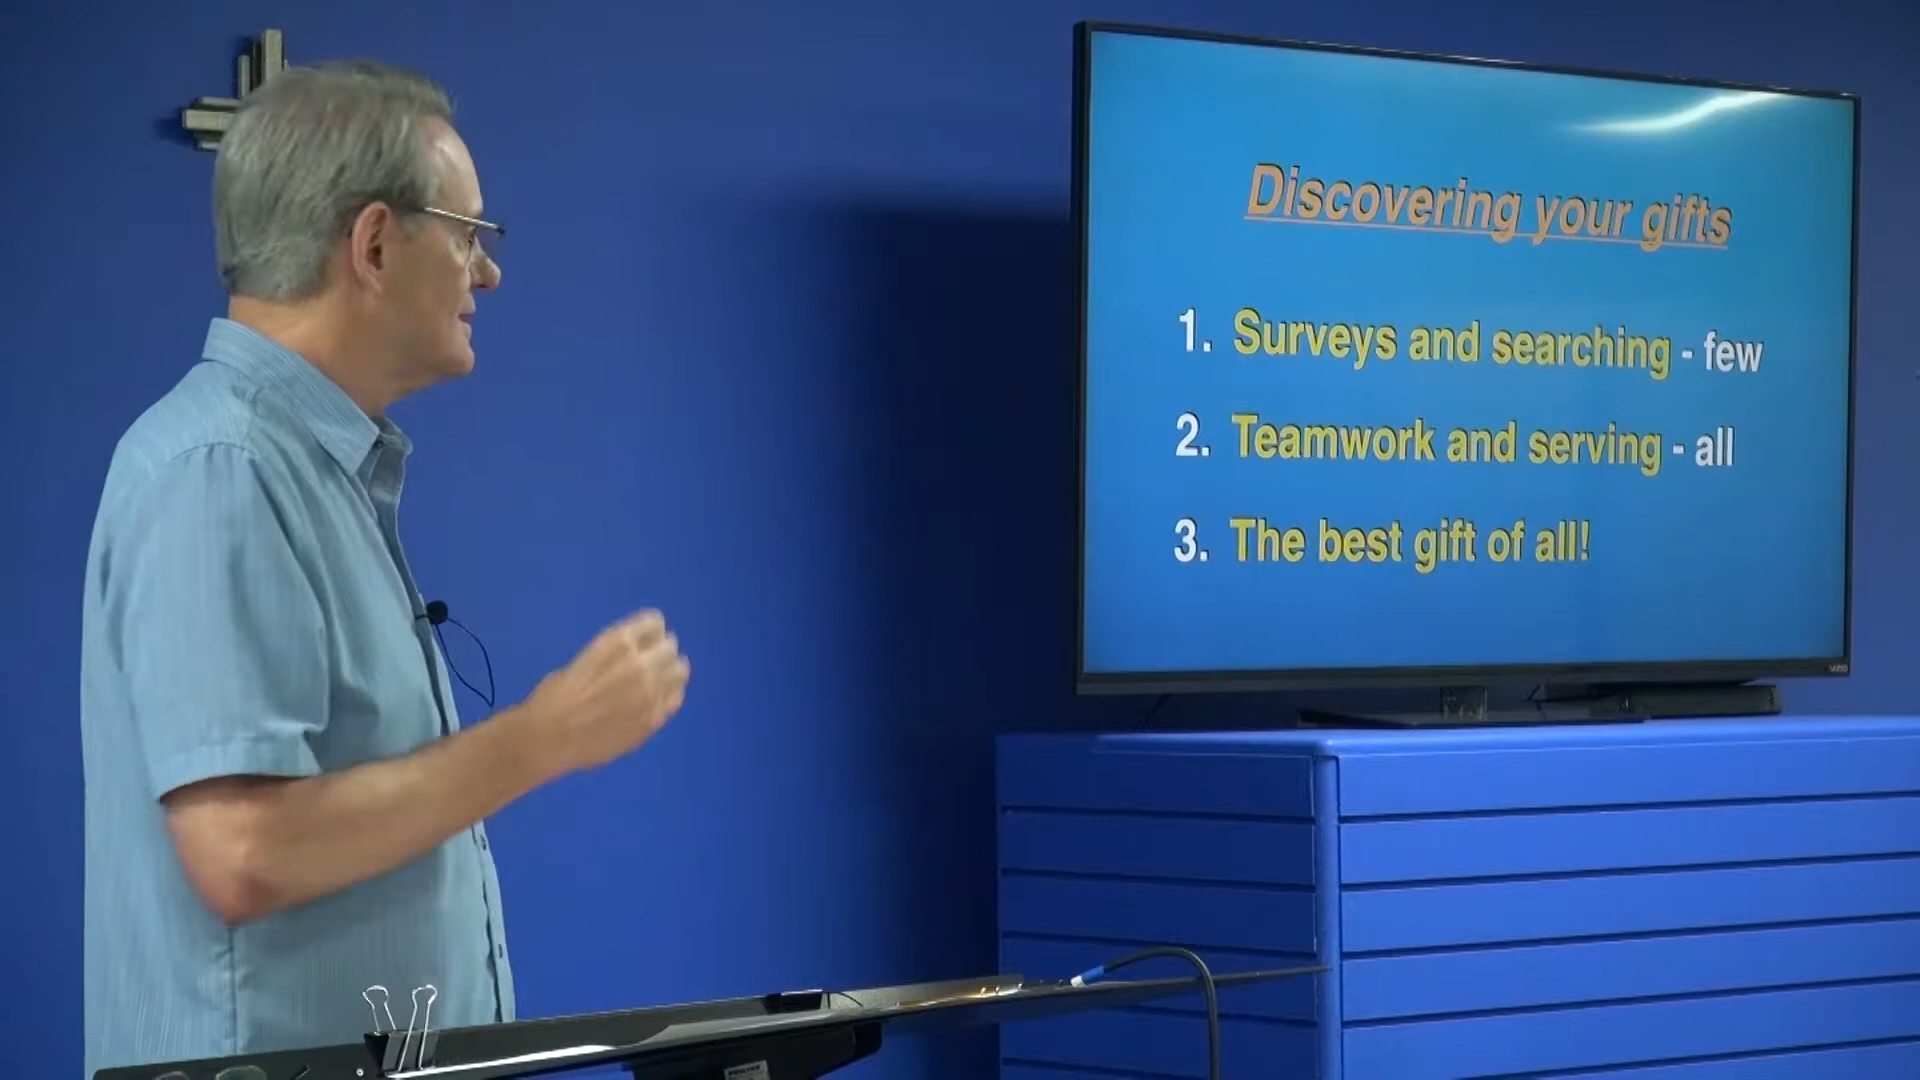 Discovering your gifts
1. Surveys and searching - few
2. Teamwork and serving - all
3. The best gift of all!
VIZIO